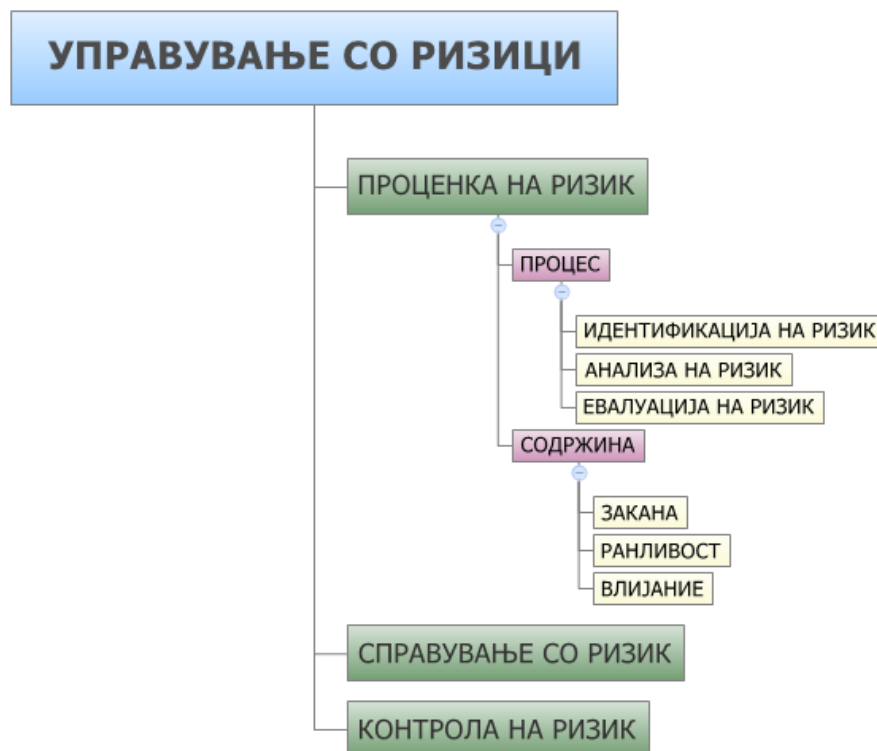 УПРАВУВАЊЕ СО РИЗИЦИ
ПРОЦЕНКА НА РИЗИК
ПРОЦЕС
ИДЕНТИФИКАЦИЈА НА РИЗИК
АНАЛИЗА НА РИЗИК
ЕВАЛУАЦИЈА НА РИЗИК
СОДРЖИНА
ЗАКАНА
РАНЛИВОСТ
ВЛИЈАНИЕ
СПРАВУВАЊЕ СО РИЗИК
КОНТРОЛА НА РИЗИК